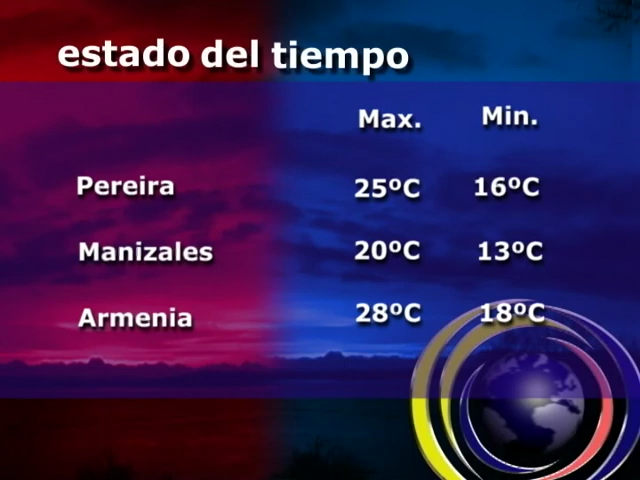 estado del tiempo
Max. Min.
Pereira 25ºC 16ºC
Manizales 20ºC 13ºC
Armenia 28ºC 18ºC